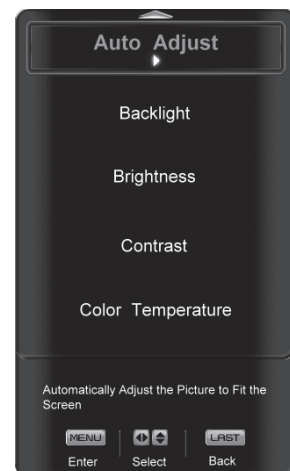 Auto Adjust
Backlight
Brightness
Contrast
Color Temperature
Automatically Adjust the Picture to Fit the
Screen
MENU LAST
Enter Select Back